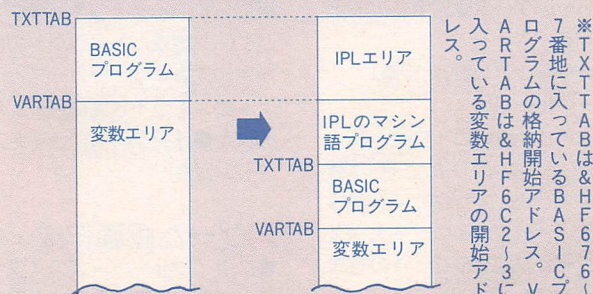 TXTTAB
BASIC
プログラム
VARTAB
変数エリア
IPLエリア
IPLのマシン
語プログラム
TXTTAB
BASIC
プログラム
VARTAB
変数エリア
※TXTTABは&HF676〜
7番地に入っているBASICプ
ログラムの格納開始アドレス。V
ARTABは&HF6C2〜3に
入っている変数エリアの開始アド
レス。